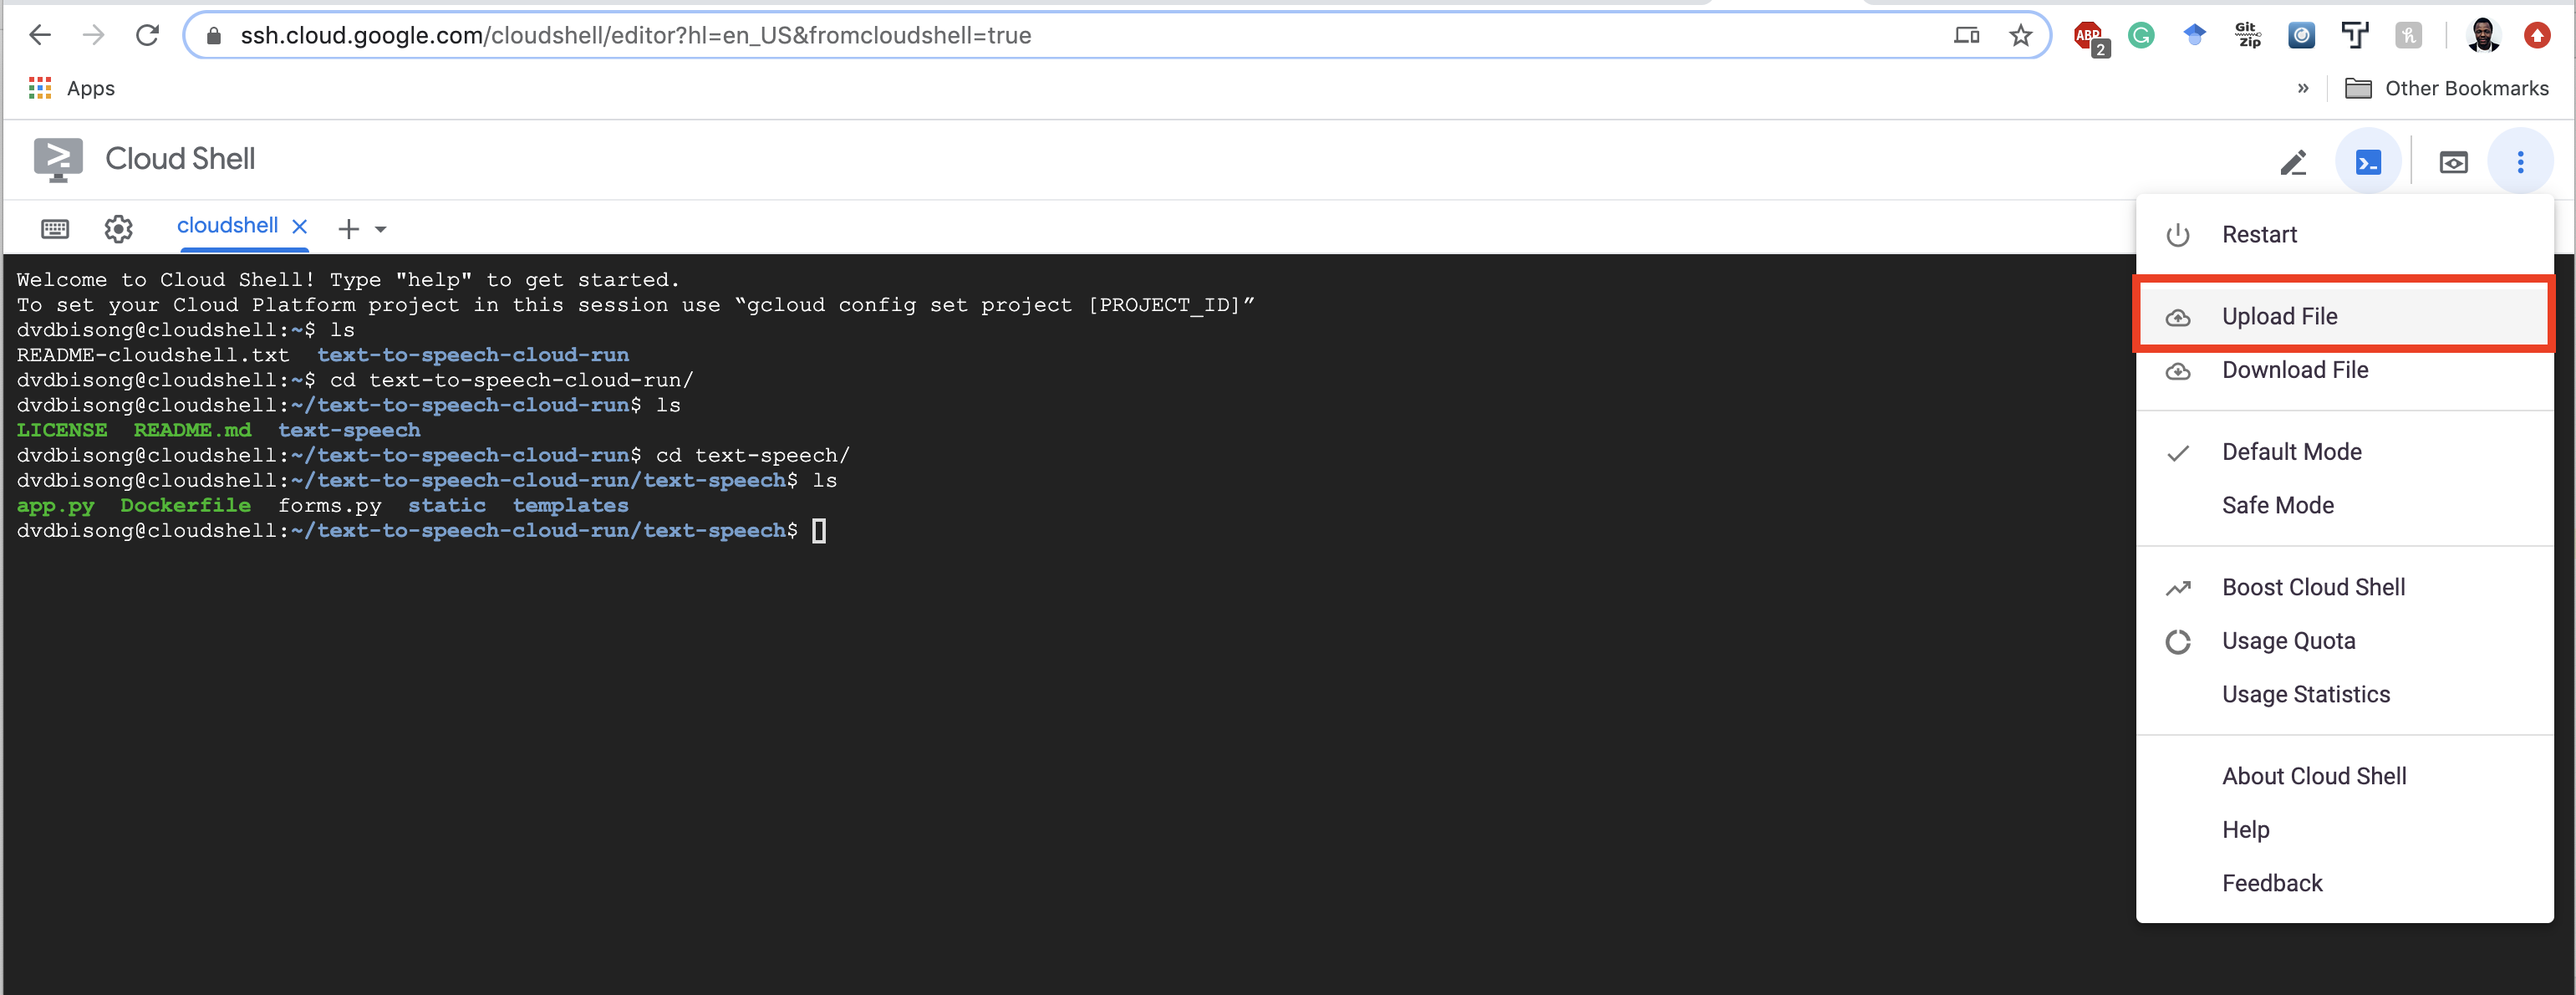 ssh.cloud.google.com/cloudshell/editor?hl=en_US&fromcloudshell=true
ABP
2
G
Git
Zip
h
Apps
»
Other Bookmarks
Cloud Shell
cloudshell
Welcome to Cloud Shell! Type "help" to get started.
To set your Cloud Platform project in this session use “gcloud config set project [PROJECT_ID]”
dvdbisong@cloudshell:~$ ls
README-cloudshell.txt text-to-speech-cloud-run
dvdbisong@cloudshell:~$ cd text-to-speech-cloud-run/
dvdbisong@cloudshell:~/text-to-speech-cloud-run$ ls
LICENSE README.md text-speech
dvdbisong@cloudshell:~/text-to-speech-cloud-run$ cd text-speech/
dvdbisong@cloudshell:~/text-to-speech-cloud-run/text-speech$ ls
app.py Dockerfile forms.py static templates
dvdbisong@cloudshell:~/text-to-speech-cloud-run/text-speech$
Restart
Upload File
Download File
Default Mode
Safe Mode
Boost Cloud Shell
Usage Quota
Usage Statistics
About Cloud Shell
Help
Feedback